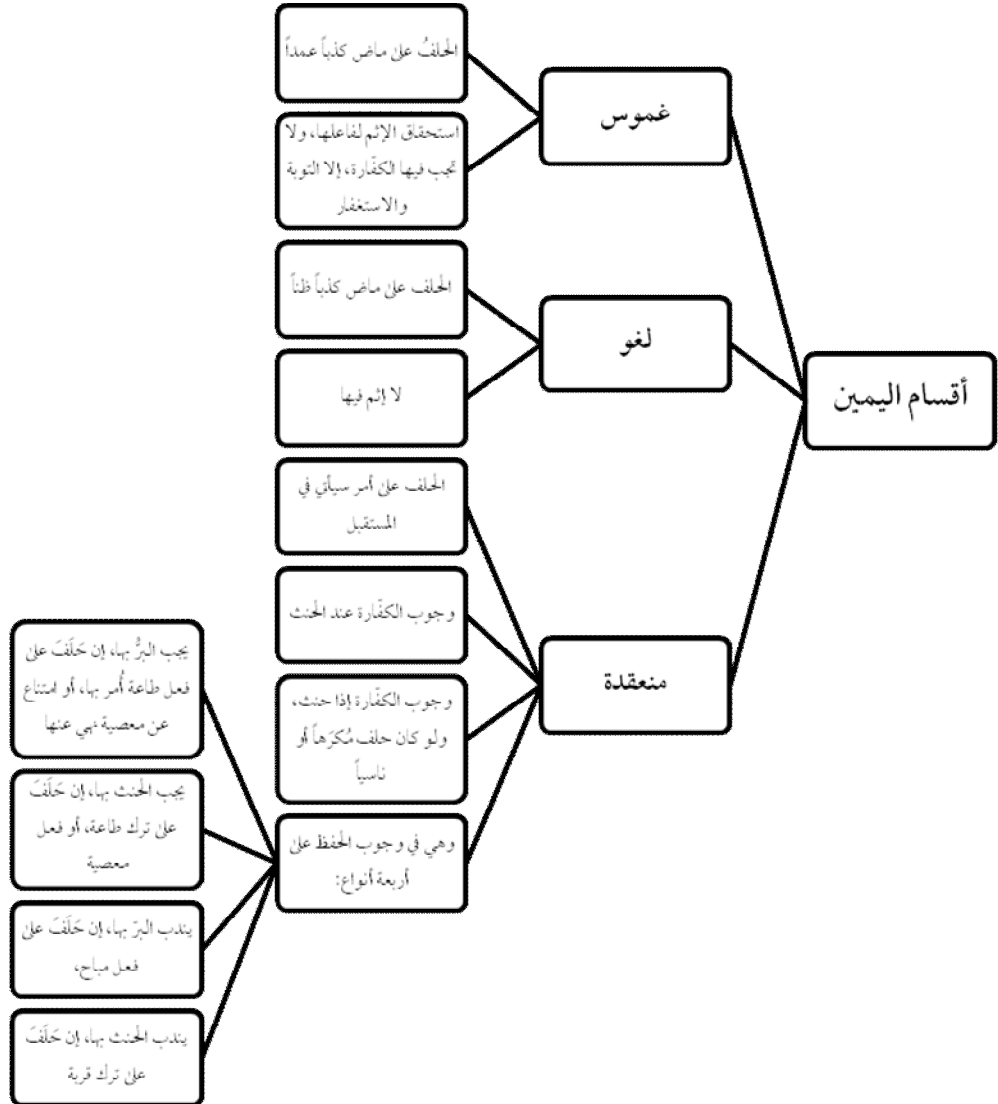 أقسام اليمين
غموس
الحلفُ على ماض كذباً عمداً
استحقاق الإثم لفاعلها، ولا
تجب فيها الكفّارة، إلا التوبة
والاستغفار
لغو
الحلف على ماض كذباً ظناً
لا إثم فيها
منعقدة
الحلف على أمر سيأتي في
المستقبل
وجوب الكفّارة عند الحنث
وجوب الكفّارة إذا حنث،
ولو كان حلف مُكرَهاً أو
ناسياً
وهي في وجوب الحفظ على
أربعة أنواع:
يجب البرُّ بها، إن حَلَفَ على
فعل طاعة أُمر بها، أو امتناع
عن معصية نهي عنها
يجب الحنث بها، إن حَلَفَ
على ترك طاعة، أو فعل
معصية
يندب البرّ بها، إن حَلَفَ على
فعل مباح،
يندب الحنث بها، إن حَلَفَ
على ترك قربة